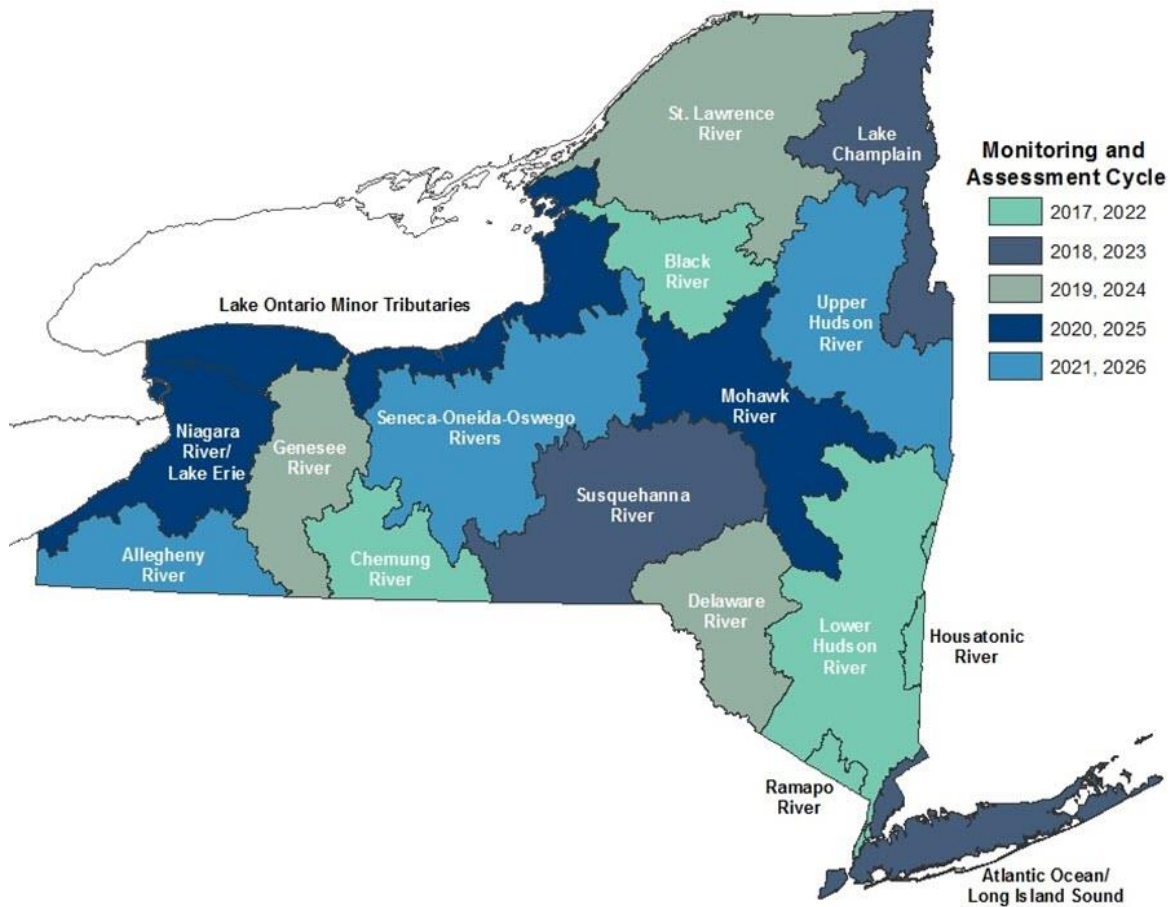 St. Lawrence
River
Lake
Champlain
Monitoring and
Assessment Cycle
2017, 2022
2018, 2023
2019, 2024
2020, 2025
2021, 2026
Black
River
Lake Ontario Minor Tributaries
Upper
Hudson
River
Mohawk
River
Seneca-Oneida-Oswego
Rivers
Niagara
River/
Lake Erie
Genesee
River
Susquehanna
River
Allegheny
River
Chemung
River
Delaware
River
Lower
Hudson
River
Housatonic
River
Ramapo
River
Atlantic Ocean/
Long Island Sound